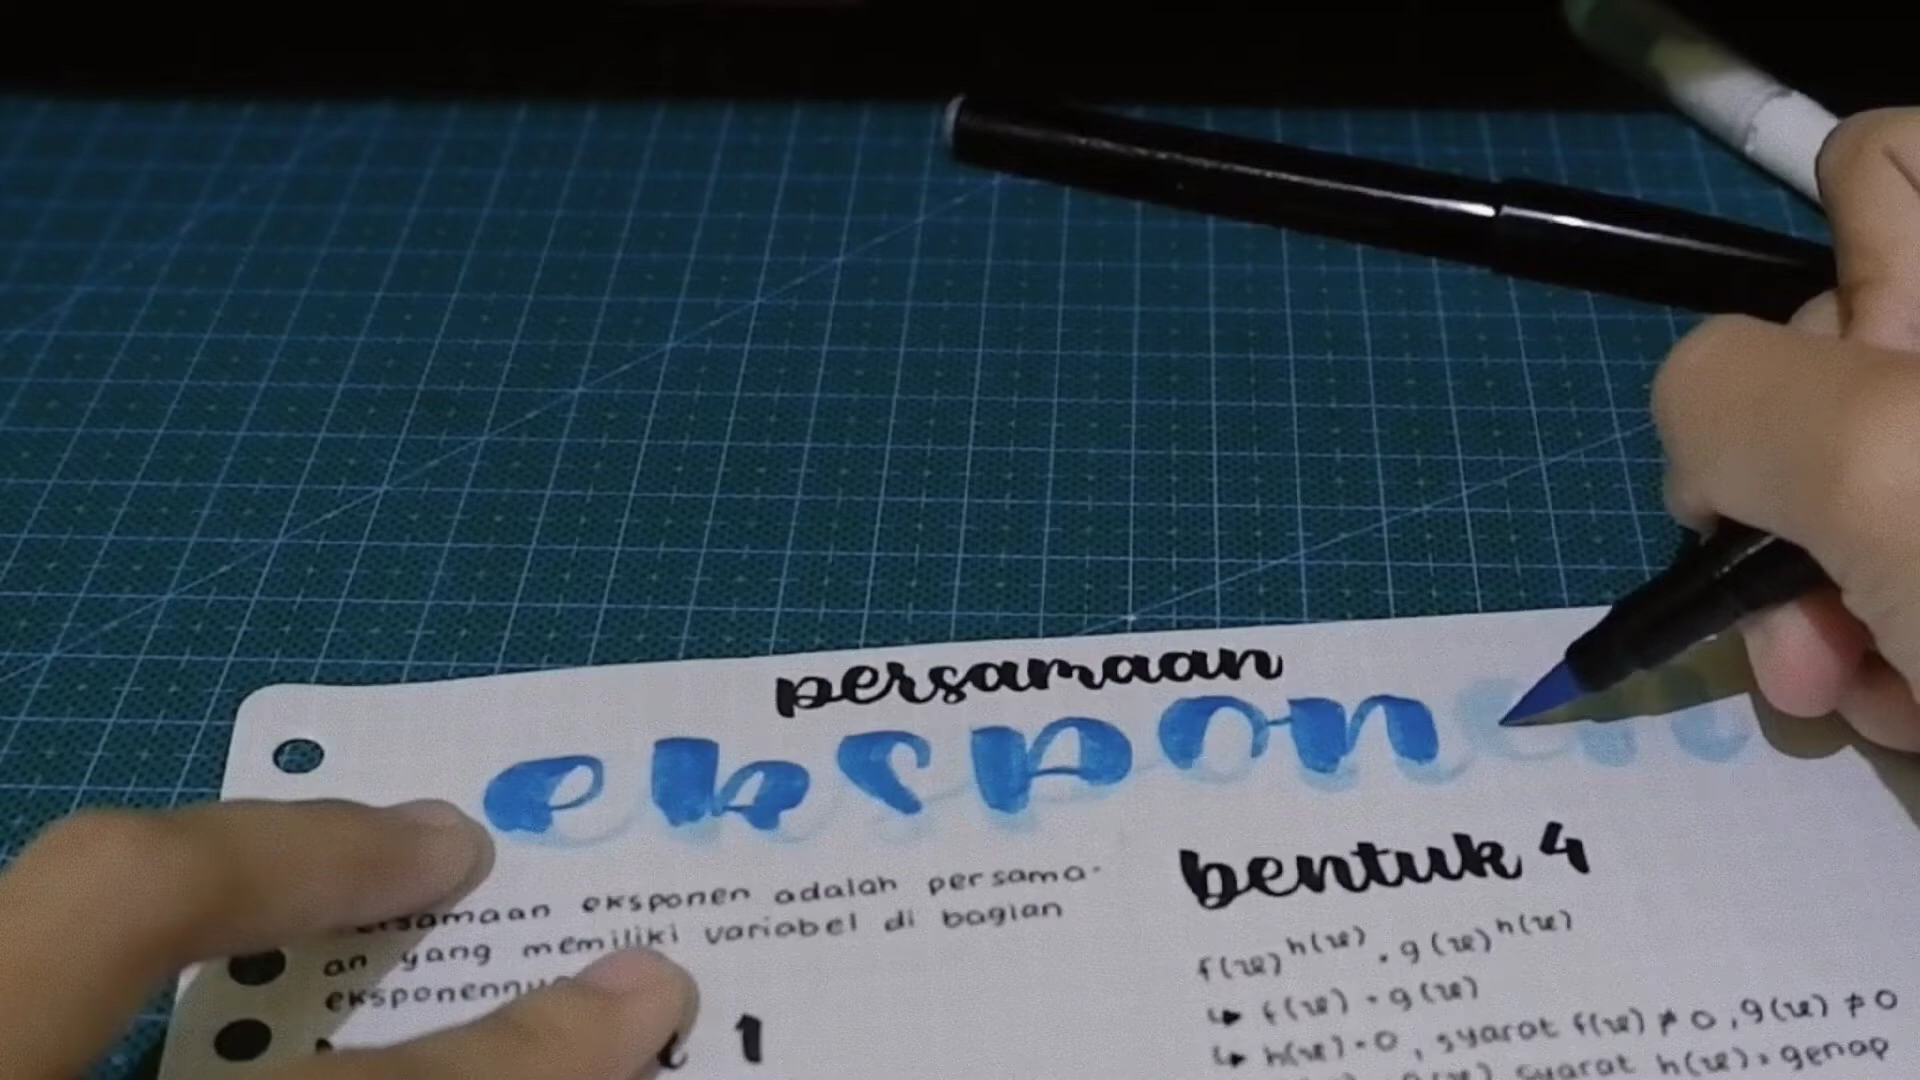 persamaan
eksponen
persamaan eksponen adalah persama-
an yang memiliki variabel di bagian
eksponennya
1
bentuk 4
f(x)^h(x) = g(x)^h(x)
↳ f(x) = g(x)
↳ h(x) = 0, syarat f(x) ≠ 0, g(x) ≠ 0
g(x) syarat h(x) = genap